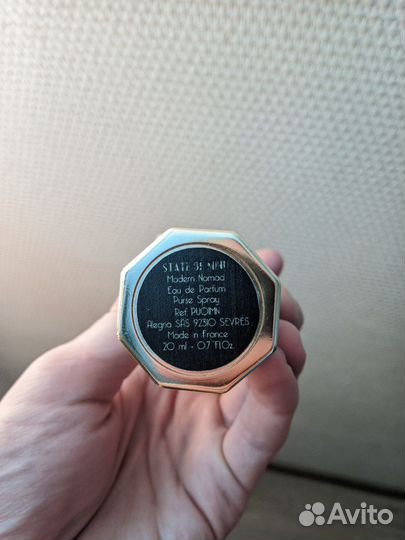 STATE OF MIND
Modern Nomad
Eau de Parfum
Purse Spray
Ref. PU01MN
Alegria SAS 92310 SEVRES
Made in France
20 ml - 0.7 Fl.Oz.
Avito